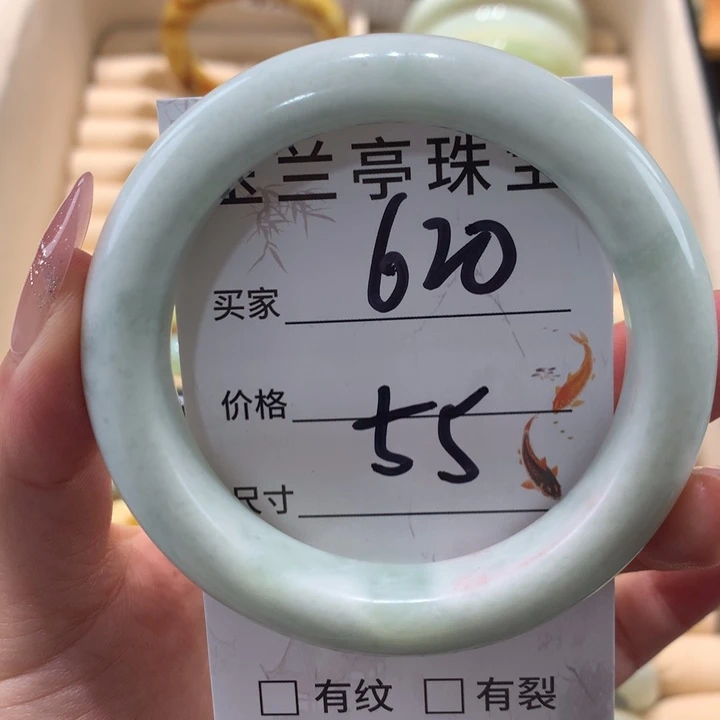 兰亭珠宝
买家 620
价格 55
尺寸
□ 有纹 □ 有裂